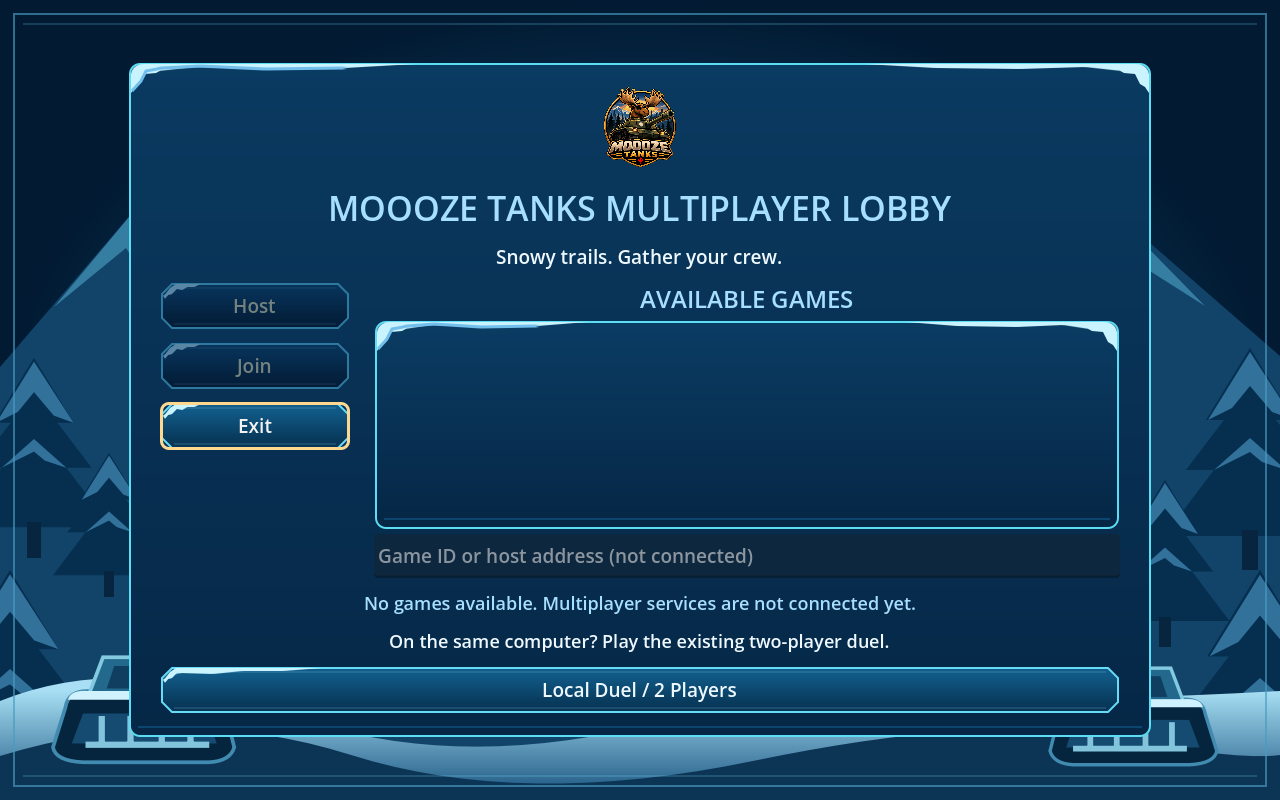 MOOOZE
TANKS
MOOOZE TANKS MULTIPLAYER LOBBY
Snowy trails. Gather your crew.
Host
Join
Exit
AVAILABLE GAMES
Game ID or host address (not connected)
No games available. Multiplayer services are not connected yet.
On the same computer? Play the existing two-player duel.
Local Duel / 2 Players